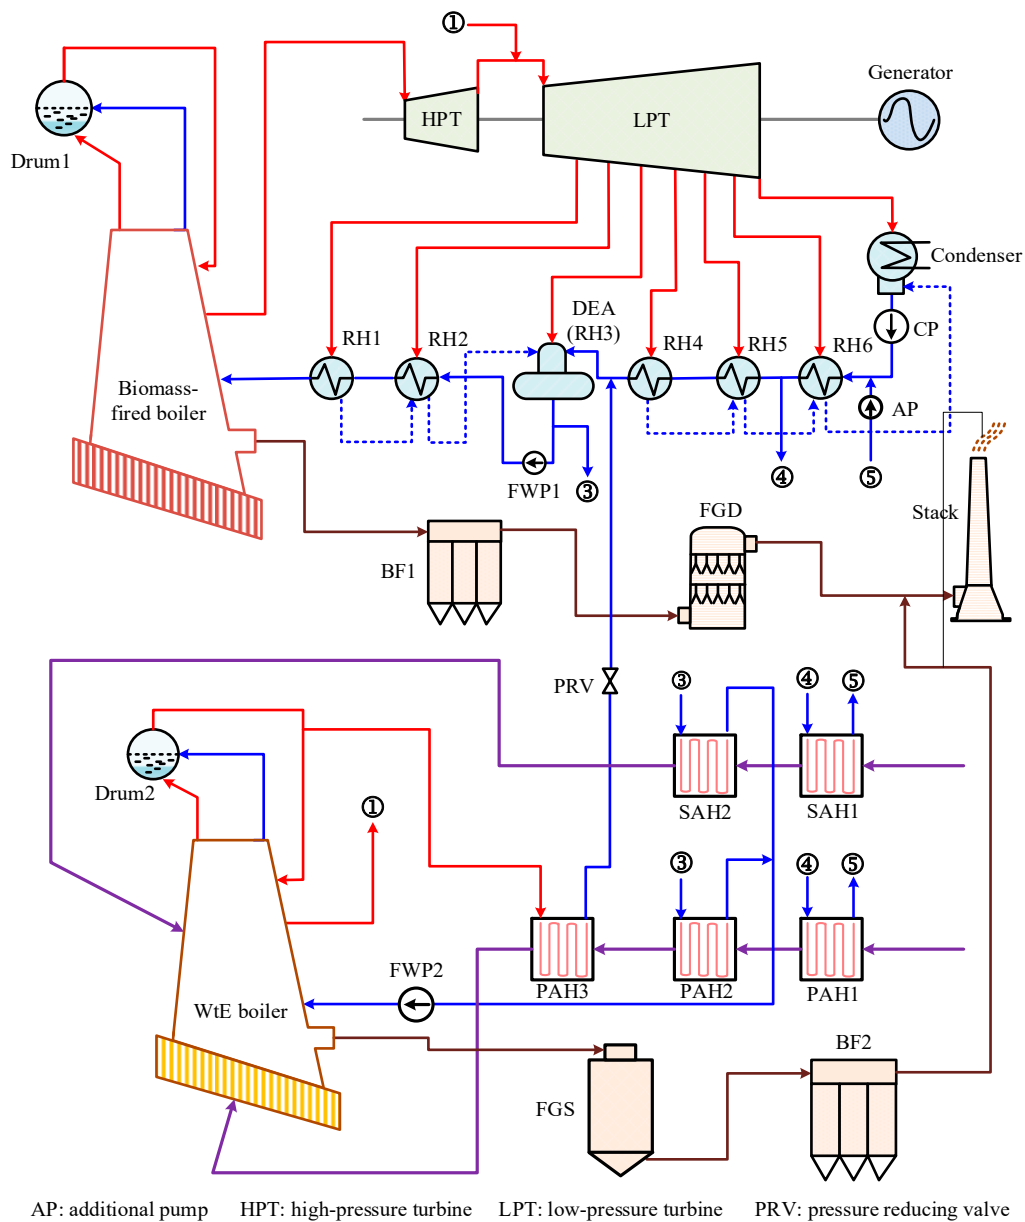 ①
Generator
HPT
LPT
Drum1
Condenser
DEA
(RH3)
CP
RH1
RH2
RH4
RH5
RH6
Biomass-
fired boiler
AP
FWP1
③
④
⑤
FGD
Stack
BF1
PRV
③
④
⑤
Drum2
①
SAH2
SAH1
③
④
⑤
FWP2
PAH3
PAH2
PAH1
WtE boiler
BF2
FGS
AP: additional pump HPT: high-pressure turbine LPT: low-pressure turbine PRV: pressure reducing valve